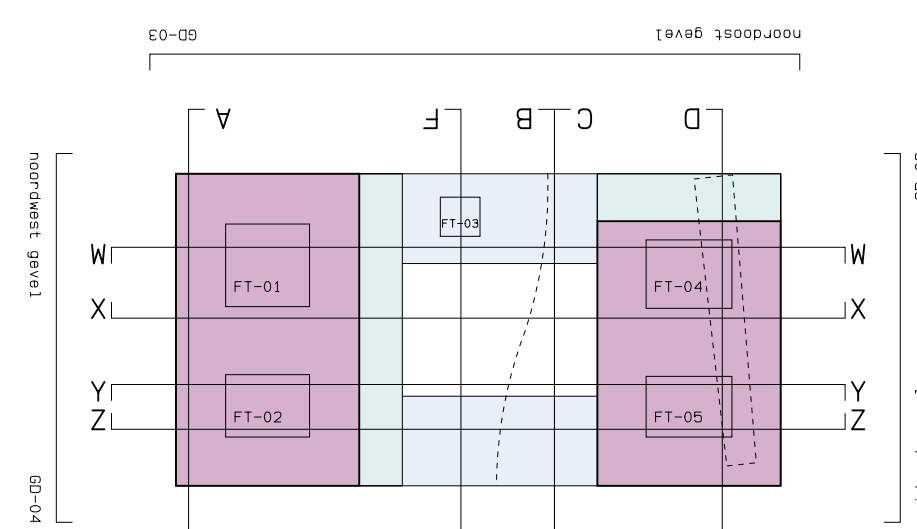 GD-03
noordoost gevel
A
F
B
C
D
noordwest gevel
FT-03
W
W
FT-01
FT-04
X
X
Y
Y
FT-02
FT-05
Z
Z
GD-04